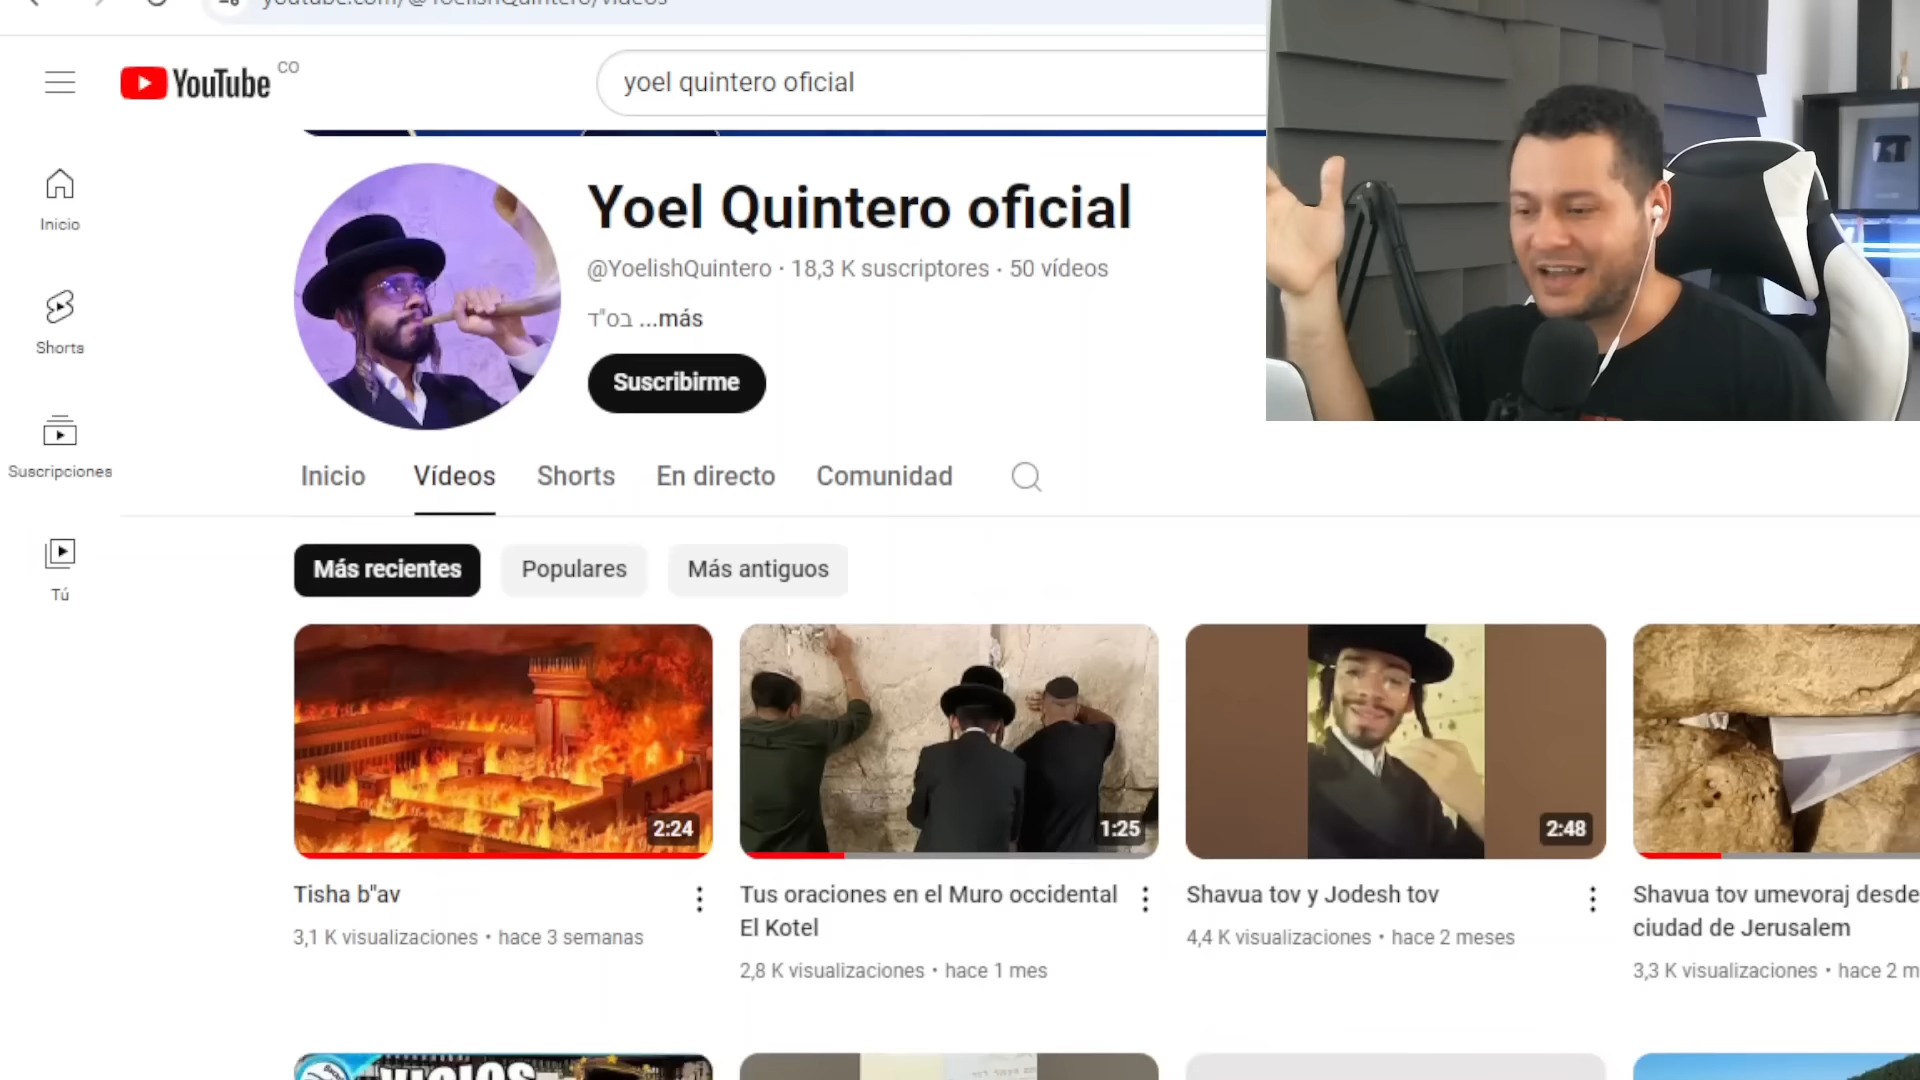 YouTube CO
yoel quintero oficial
Inicio
Shorts
Suscripciones
Tú
Yoel Quintero oficial
@YoelishQuintero · 18,3 K suscriptores · 50 vídeos
בס"ד ...más
Suscribirme
Inicio Vídeos Shorts En directo Comunidad
Más recientes Populares Más antiguos
2:24
1:25
2:48
Tisha b"av
3,1 K visualizaciones · hace 3 semanas
Tus oraciones en el Muro occidental
El Kotel
2,8 K visualizaciones · hace 1 mes
Shavua tov y Jodesh tov
4,4 K visualizaciones · hace 2 meses
Shavua tov umevoraj desde
ciudad de Jerusalem
3,3 K visualizaciones · hace 2 m